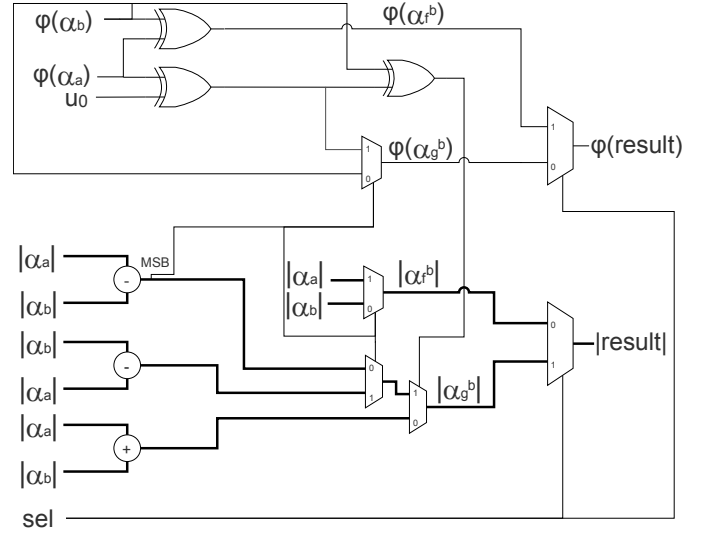 φ(αb)
φ(αfb)
φ(αa)
u0
1
φ(result)
0
1
φ(αgb)
0
|αa|
MSB
-
|αb|
|αa|
1
|αfb|
|αb|
0
0
|result|
1
|αb|
-
|αa|
0
1
1
|αgb|
0
|αa|
+
|αb|
sel